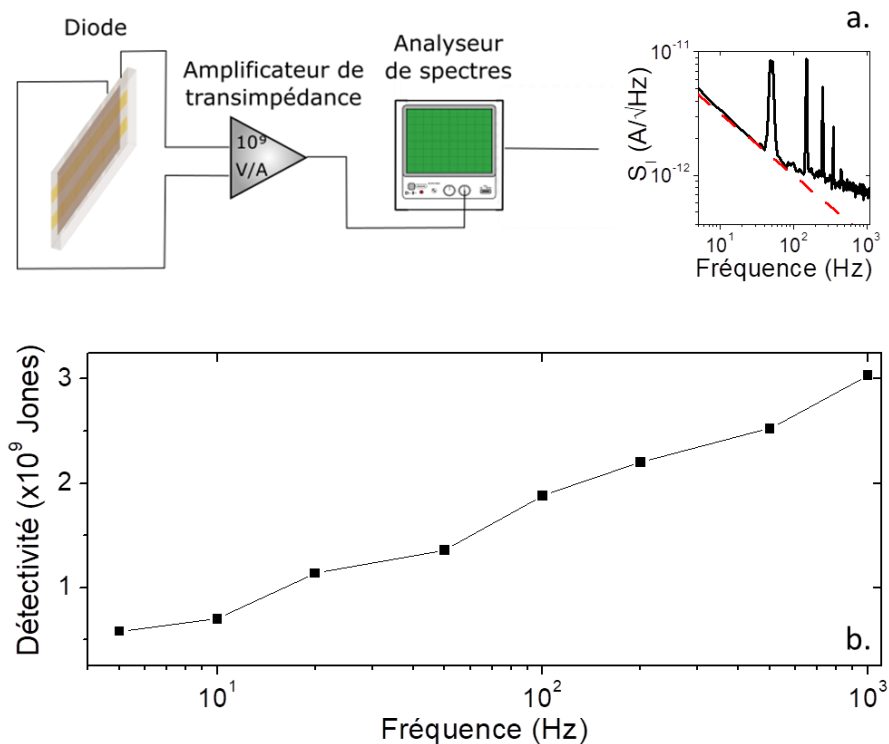 Diode
Amplificateur de
transimpédance
10⁹
V/A
Analyseur
de spectres
a.
10⁻¹¹
10⁻¹²
S_I (A/√Hz)
10¹ 10² 10³
Fréquence (Hz)
b.
3
2
1
Détectivité (x10⁹ Jones)
10¹ 10² 10³
Fréquence (Hz)